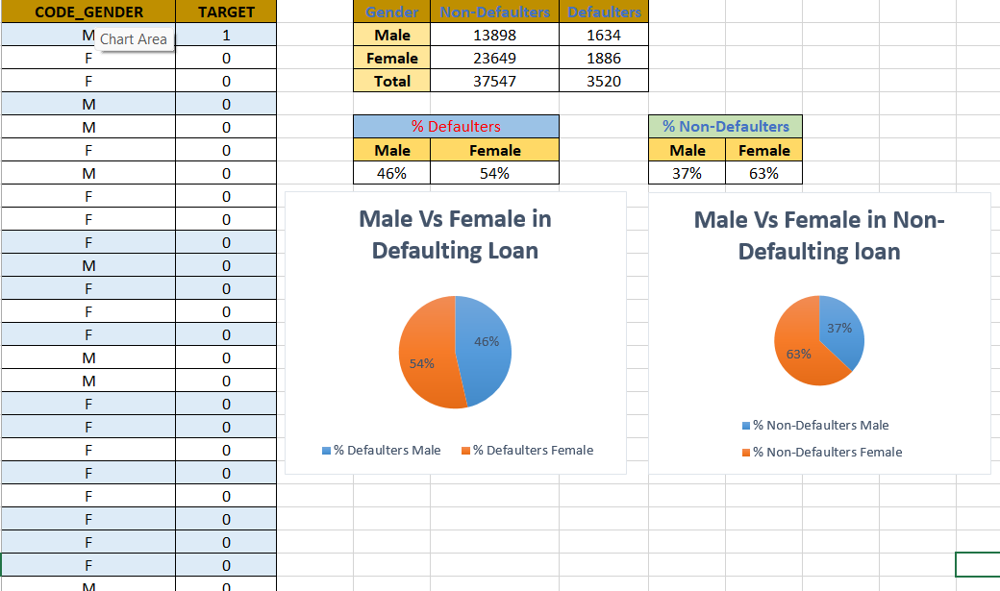 CODE_GENDER TARGET
M 1
Chart Area
F 0
F 0
M 0
M 0
F 0
M 0
F 0
F 0
F 0
M 0
F 0
F 0
F 0
M 0
M 0
F 0
F 0
F 0
F 0
F 0
F 0
F 0
F 0
M 0
Gender Non-Defaulters Defaulters
Male 13898 1634
Female 23649 1886
Total 37547 3520
% Defaulters
Male Female
46% 54%
% Non-Defaulters
Male Female
37% 63%
Male Vs Female in
Defaulting Loan
46%
54%
% Defaulters Male % Defaulters Female
Male Vs Female in Non-
Defaulting loan
37%
63%
% Non-Defaulters Male
% Non-Defaulters Female